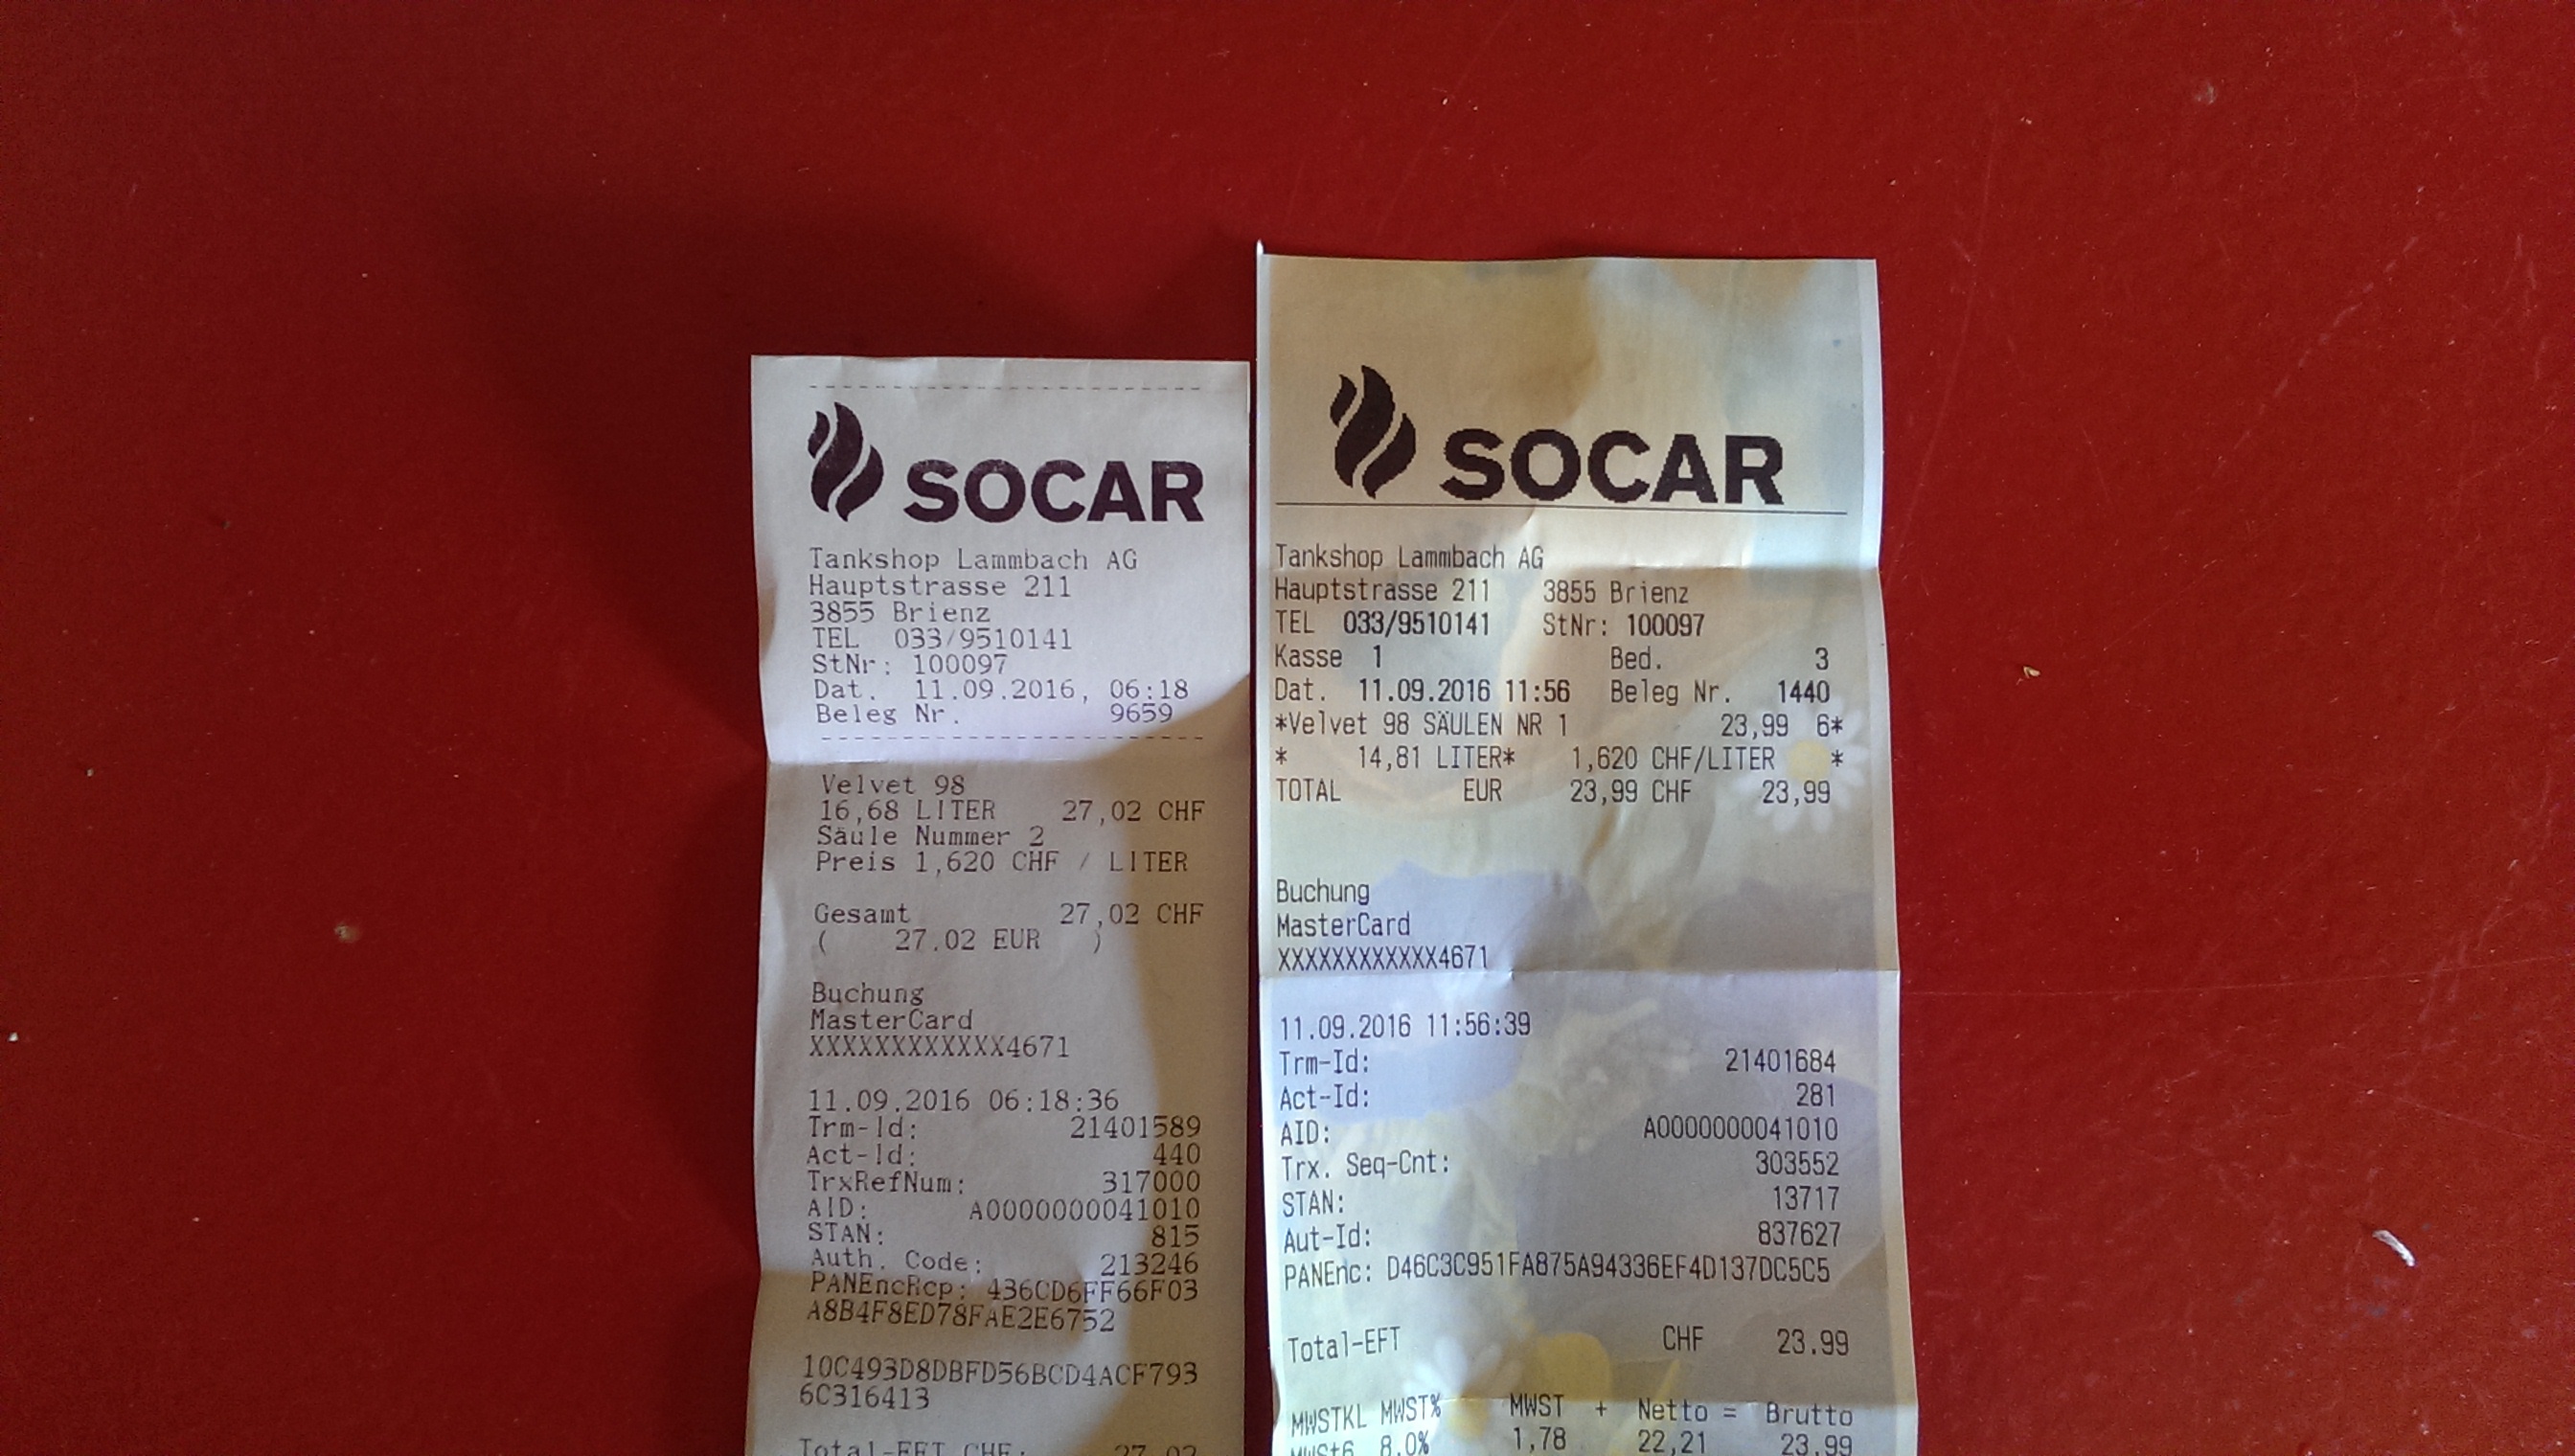 SOCAR
Tankshop Lammbach AG
Hauptstrasse 211
3855 Brienz
TEL 033/9510141
StNr: 100097
Dat. 11.09.2016, 06:18
Beleg Nr. 9659
Velvet 98
16,68 LITER 27,02 CHF
Säule Nummer 2
Preis 1,620 CHF / LITER
Gesamt 27,02 CHF
( 27.02 EUR )
Buchung
MasterCard
XXXXXXXXXXXX4671
11.09.2016 06:18:36
Trm-Id: 21401589
Act-Id: 440
TrxRefNum: 317000
AID: A0000000041010
STAN: 815
Auth. Code: 213246
PANEncRcp: 436CD6FF66F03
A8B4F8ED78FAE2E6752
10C493D8DBFD56BCD4ACF793
6C316413
Total-EFT CHF: 27.02
SOCAR
Tankshop Lammbach AG
Hauptstrasse 211 3855 Brienz
TEL 033/9510141 StNr: 100097
Kasse 1 Bed. 3
Dat. 11.09.2016 11:56 Beleg Nr. 1440
*Velvet 98 SÄULEN NR 1 23,99 6*
* 14,81 LITER* 1,620 CHF/LITER *
TOTAL EUR 23,99 CHF 23,99
Buchung
MasterCard
XXXXXXXXXXXX4671
11.09.2016 11:56:39
Trm-Id: 21401684
Act-Id: 281
AID: A0000000041010
Trx. Seq-Cnt: 303552
STAN: 13717
Aut-Id: 837627
PANEnc: D46C3C951FA875A94336EF4D137DC5C5
Total-EFT CHF 23.99
MWSTKL MWST% MWST + Netto = Brutto
MWSt6 8.0% 1,78 22,21 23,99